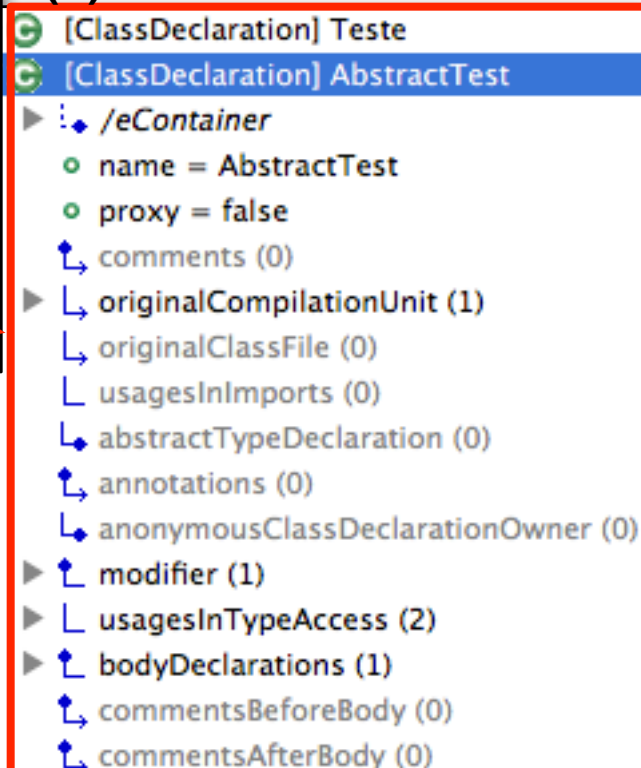 [ClassDeclaration] Teste
[ClassDeclaration] AbstractTest
/eContainer
name = AbstractTest
proxy = false
comments (0)
originalCompilationUnit (1)
originalClassFile (0)
usagesInImports (0)
abstractTypeDeclaration (0)
annotations (0)
anonymousClassDeclarationOwner (0)
modifier (1)
usagesInTypeAccess (2)
bodyDeclarations (1)
commentsBeforeBody (0)
commentsAfterBody (0)